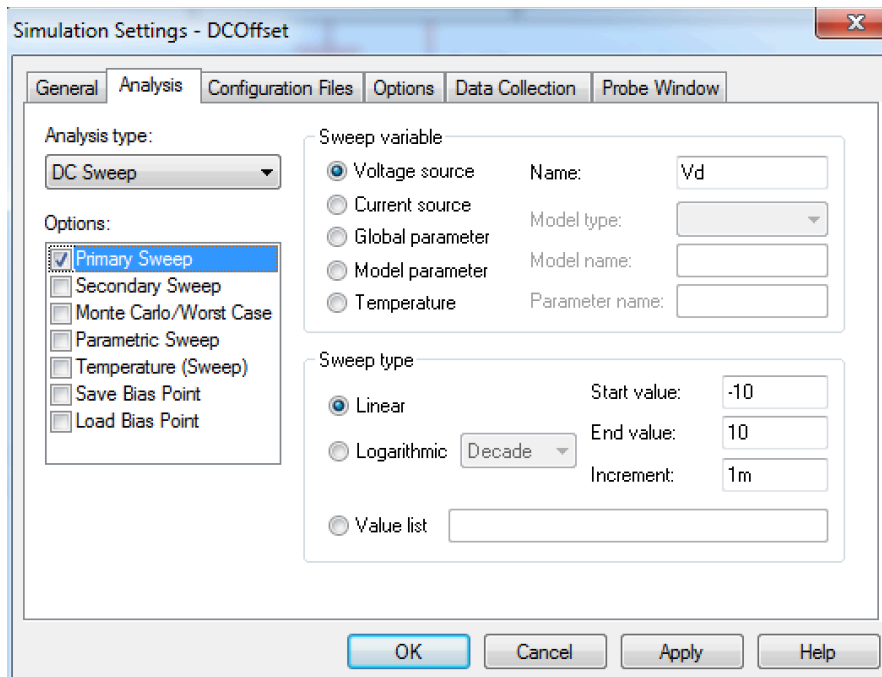 Simulation Settings - DCOffset
General Analysis Configuration Files Options Data Collection Probe Window
Analysis type:
DC Sweep
Options:
Primary Sweep
Secondary Sweep
Monte Carlo/Worst Case
Parametric Sweep
Temperature (Sweep)
Save Bias Point
Load Bias Point
Sweep variable
Voltage source
Current source
Global parameter
Model parameter
Temperature
Name: Vd
Model type:
Model name:
Parameter name:
Sweep type
Linear
Logarithmic Decade
Start value: -10
End value: 10
Increment: 1m
Value list
OK Cancel Apply Help